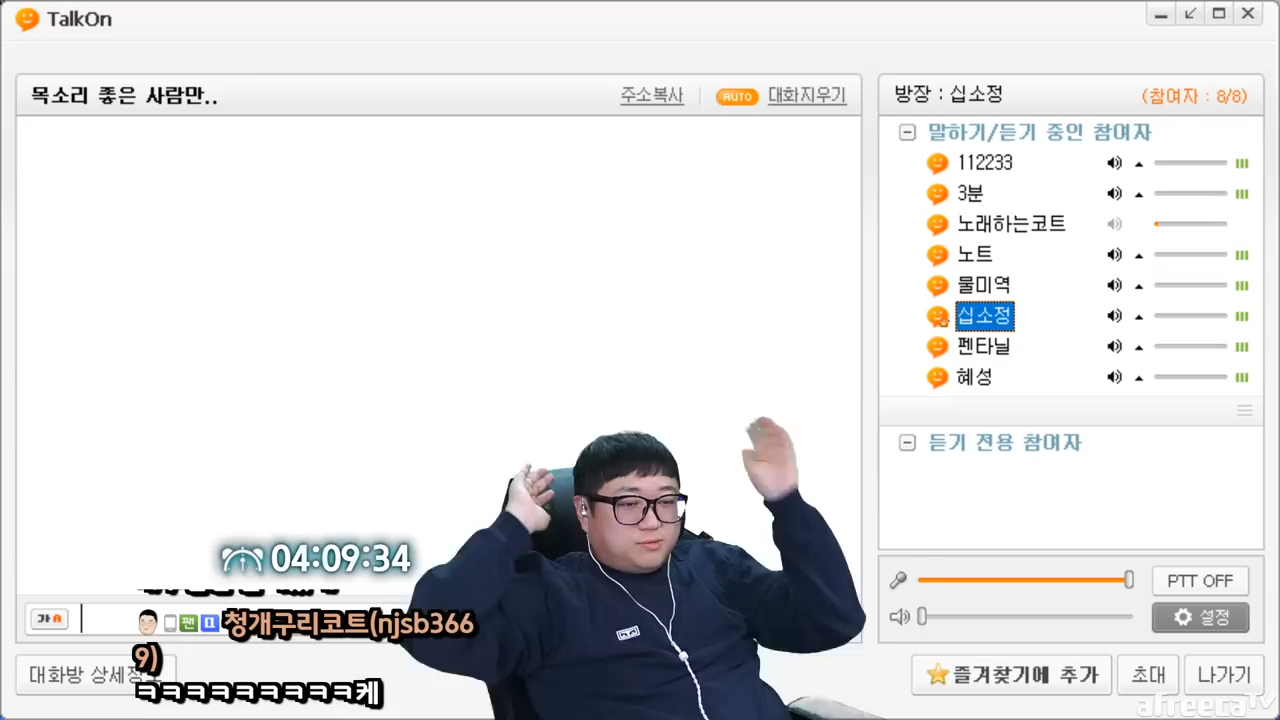 TalkOn
목소리 좋은 사람만..
주소복사
AUTO 대화지우기
방장 : 십소정
(참여자 : 8/8)
말하기/듣기 중인 참여자
112233
3분
노래하는코트
노트
물미역
십소정
펜타닐
혜성
듣기 전용 참여자
04:09:34
가A
팬
청개구리코트(njsb366
9)
ㅋㅋㅋㅋㅋㅋㅋㅋㅋ케
PTT OFF
설정
대화방 상세정
즐겨찾기에 추가
초대
나가기
afreecaTV